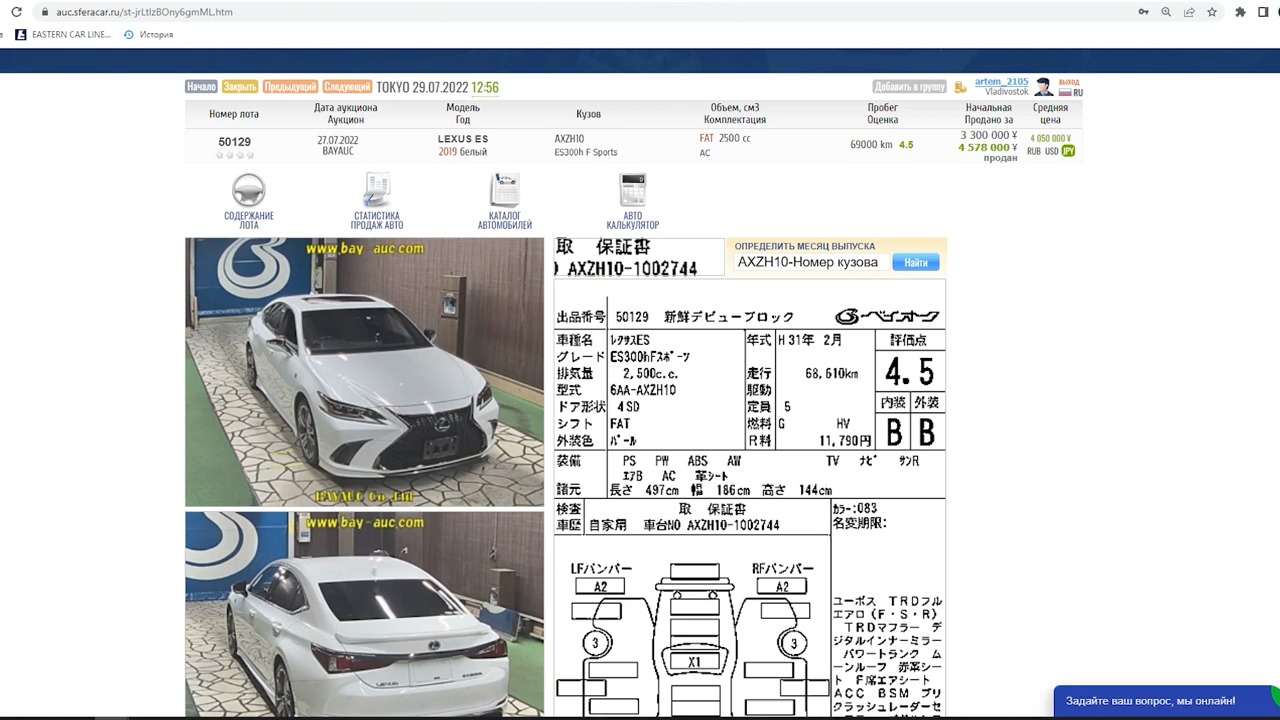 auc.sferacar.ru/st-jrLtIzBOny6gmML.htm
EASTERN CAR LINE... История
Начало Закрыть Предыдущий Следующий TOKYO 29.07.2022 12:56 Добавить в группу artem_2105 выход
Vladivostok RU
Номер лота Дата аукциона Модель Кузов Объем, см3 Пробег Начальная Средняя
Аукцион Год Комплектация Оценка Продано за цена
50129 27.07.2022 LEXUS ES AXZH10 FAT 2500 cc 69000 km 4.5 3 300 000 ¥ 4 050 000 ¥
BAYAUC 2019 белый ES300h F Sports AC 4 578 000 ¥ RUB USD JPY
продан
СОДЕРЖАНИЕ СТАТИСТИКА КАТАЛОГ АВТО
ЛОТА ПРОДАЖ АВТО АВТОМОБИЛЕЙ КАЛЬКУЛЯТОР
www.bay-auc.com
BAYAUC Co.,Ltd
www.bay-auc.com
取 保証書
AXZH10-1002744
ОПРЕДЕЛИТЬ МЕСЯЦ ВЫПУСКА
AXZH10-Номер кузова Найти
出品番号 50129 新鮮デビューブロック ベイオーク
車種名 レクサスES 年式 H 31年 2月 評価点
グレード ES300hFスポーツ
排気量 2,500c.c. 走行 68,610km 4.5
型式 6AA-AXZH10 駆動
ドア形状 4SD 定員 5 内装 外装
シフト FAT 燃料 G HV B B
外装色 パール R料 11,790円
装備 PS PW ABS AW TV ナビ サンR
エアB AC 革シート
諸元 長さ 497cm 幅 186cm 高さ 144cm
検査 取 保証書 カラー:083
車歴 自家用 車台NO AXZH10-1002744 名変期限:
LFバンパー RFバンパー
A2 A2
3 3
X1
ユーポス TRDフル
エアロ(F・S・R)
TRDマフラー デ
ジタルインナーミラー
パワートランク ム
ーンルーフ 赤革シー
ト F席エアシート
ACC BSM プリ
クラッシュレーダーセ
Задайте ваш вопрос, мы онлайн!